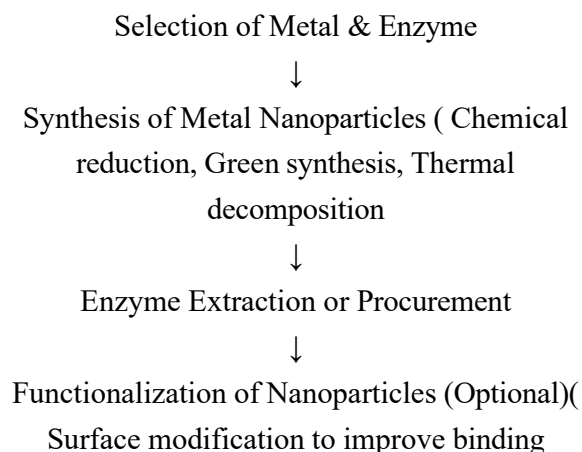 Selection of Metal & Enzyme
↓
Synthesis of Metal Nanoparticles ( Chemical
reduction, Green synthesis, Thermal
decomposition
↓
Enzyme Extraction or Procurement
↓
Functionalization of Nanoparticles (Optional)(
Surface modification to improve binding